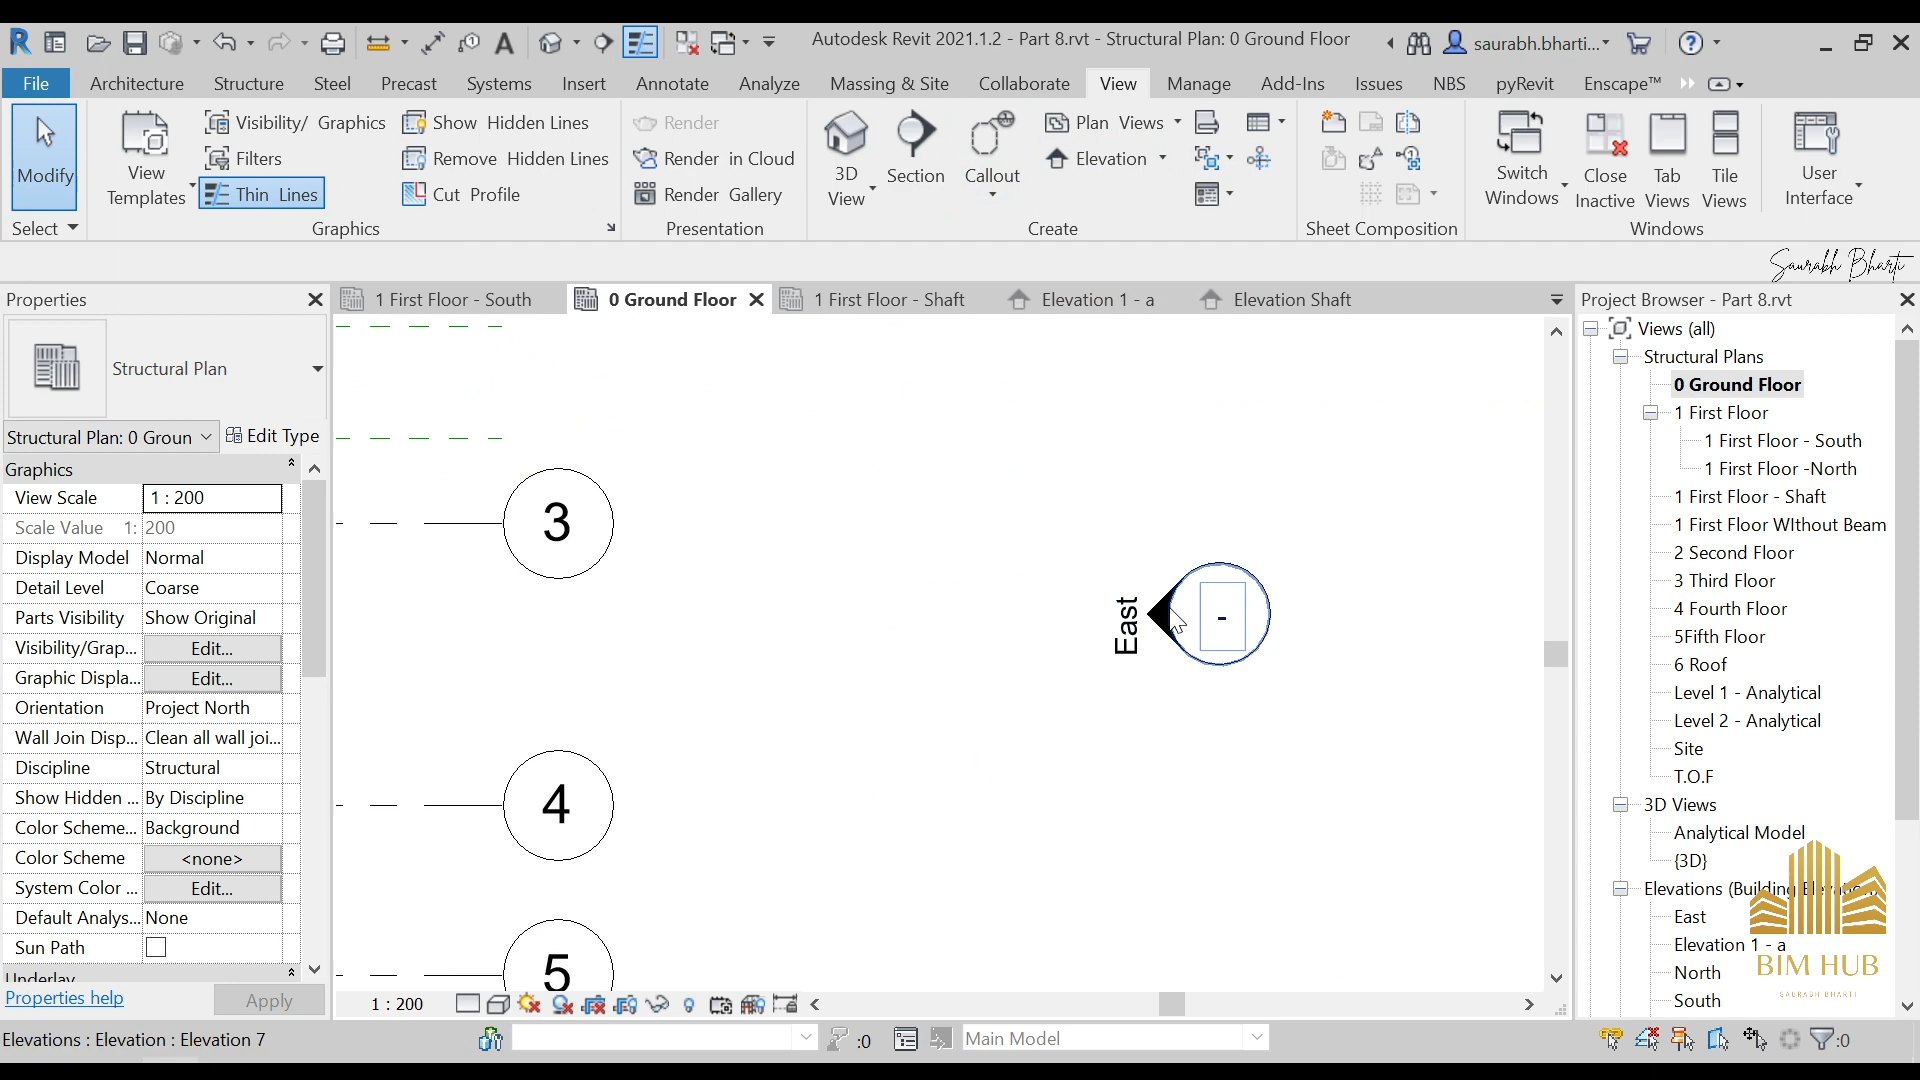 Autodesk Revit 2021.1.2 - Part 8.rvt - Structural Plan: 0 Ground Floor
saurabh.bharti...
File Architecture Structure Steel Precast Systems Insert Annotate Analyze Massing & Site Collaborate View Manage Add-Ins Issues NBS pyRevit Enscape™
Modify
View Templates
Visibility/ Graphics
Filters
Thin Lines
Show Hidden Lines
Remove Hidden Lines
Cut Profile
Render
Render in Cloud
Render Gallery
3D View
Section
Callout
Plan Views
Elevation
Switch Windows
Close Inactive
Tab Views
Tile Views
User Interface
Select Graphics Presentation Create Sheet Composition Windows
Saurabh Bharti
Properties
1 First Floor - South 0 Ground Floor 1 First Floor - Shaft Elevation 1 - a Elevation Shaft
Project Browser - Part 8.rvt
Structural Plan
Structural Plan: 0 Groun Edit Type
Graphics
View Scale 1 : 200
Scale Value 1: 200
Display Model Normal
Detail Level Coarse
Parts Visibility Show Original
Visibility/Grap... Edit...
Graphic Displa... Edit...
Orientation Project North
Wall Join Disp... Clean all wall joi...
Discipline Structural
Show Hidden ... By Discipline
Color Scheme... Background
Color Scheme <none>
System Color ... Edit...
Default Analys... None
Sun Path
Underlay
Properties help Apply
3
4
5
East
-
1 : 200
Views (all)
Structural Plans
0 Ground Floor
1 First Floor
1 First Floor - South
1 First Floor -North
1 First Floor - Shaft
1 First Floor WIthout Beam
2 Second Floor
3 Third Floor
4 Fourth Floor
5Fifth Floor
6 Roof
Level 1 - Analytical
Level 2 - Analytical
Site
T.O.F
3D Views
Analytical Model
{3D}
Elevations (Building Elevation)
East
Elevation 1 - a
North
South
BIM HUB
SAURABH BHARTI
Elevations : Elevation : Elevation 7
:0
Main Model
:0